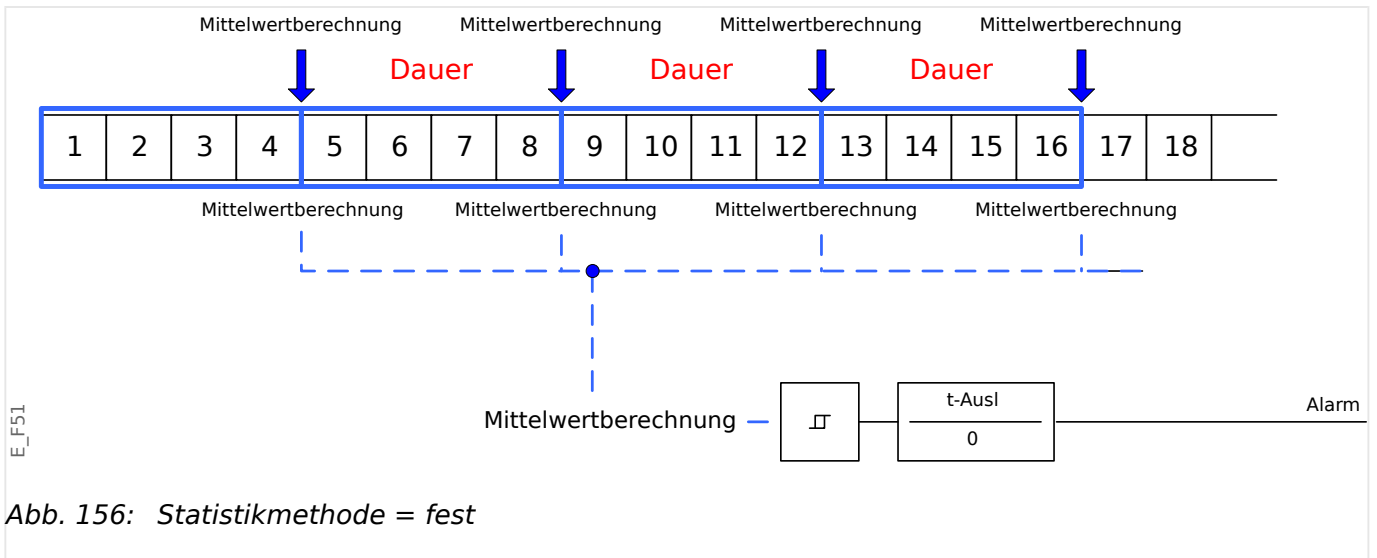 Mittelwertberechnung Mittelwertberechnung Mittelwertberechnung Mittelwertberechnung
Dauer Dauer Dauer
1 2 3 4 5 6 7 8 9 10 11 12 13 14 15 16 17 18
Mittelwertberechnung Mittelwertberechnung Mittelwertberechnung Mittelwertberechnung
Mittelwertberechnung
t-Ausl
0
Alarm
E_F51
Abb. 156: Statistikmethode = fest